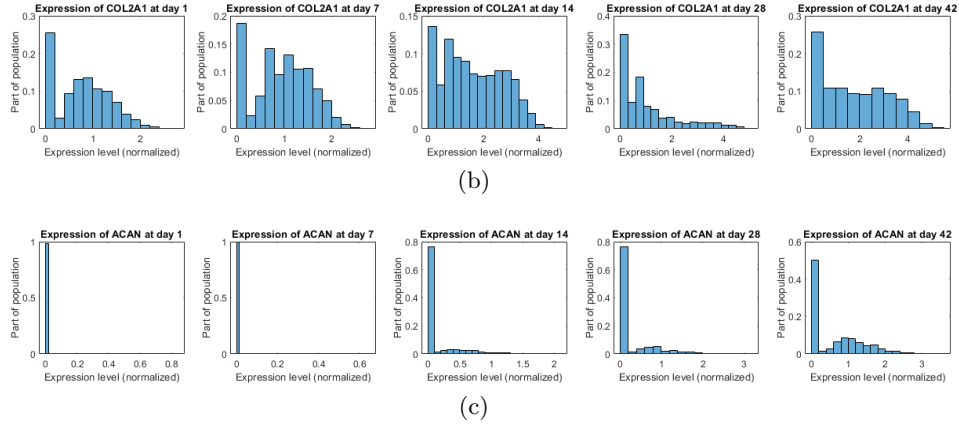 Expression of COL2A1 at day 1
Expression of COL2A1 at day 7
Expression of COL2A1 at day 14
Expression of COL2A1 at day 28
Expression of COL2A1 at day 42
Part of population
0.3
0.2
0.1
0
0 1 2
Expression level (normalized)
Part of population
0.2
0.15
0.1
0.05
0
0 1 2
Expression level (normalized)
Part of population
0.15
0.1
0.05
0
2 4
Expression level (normalized)
Part of population
0.4
0.3
0.2
0.1
0
0 2 4
Expression level (normalized)
Part of population
0.3
0.2
0.1
0
0 2 4
Expression level (normalized)
(b)
Expression of ACAN at day 1
Expression of ACAN at day 7
Expression of ACAN at day 14
Expression of ACAN at day 28
Expression of ACAN at day 42
Part of population
1
0.5
0
0 0.2 0.4 0.6 0.8
Expression level (normalized)
Part of population
1
0.5
0
0 0.2 0.4 0.6
Expression level (normalized)
Part of population
0.8
0.6
0.4
0.2
0
0 0.5 1 1.5 2
Expression level (normalized)
Part of population
0.8
0.6
0.4
0.2
0
0 1 2 3
Expression level (normalized)
Part of population
0.6
0.4
0.2
0
0 1 2 3
Expression level (normalized)
(c)